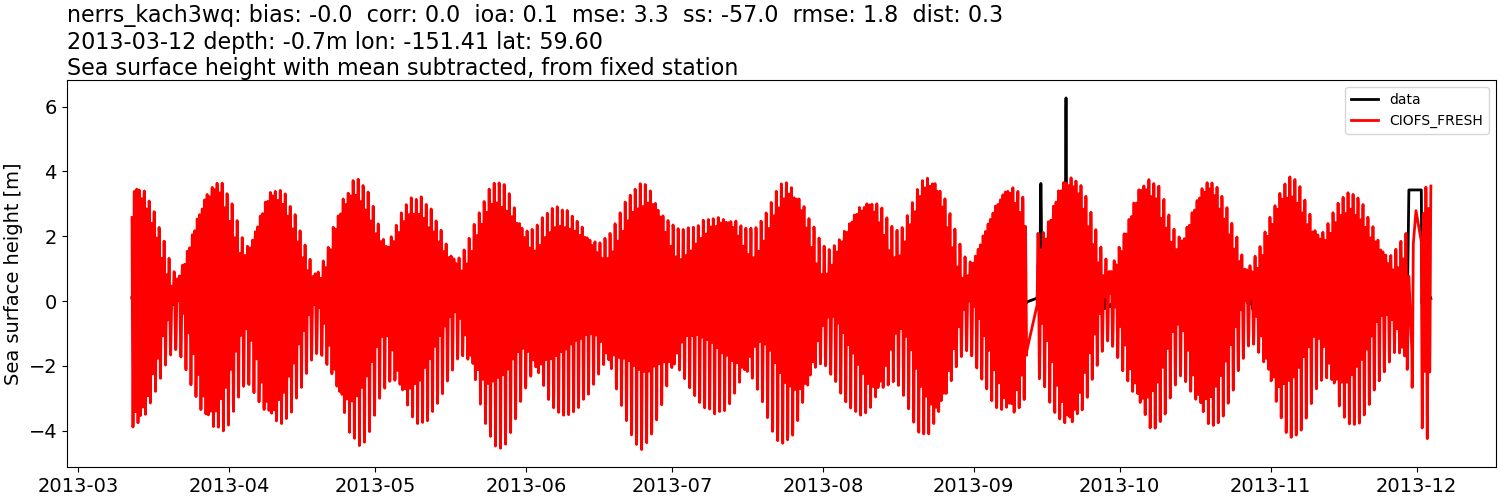 nerrs_kach3wq: bias: -0.0 corr: 0.0 ioa: 0.1 mse: 3.3 ss: -57.0 rmse: 1.8 dist: 0.3
2013-03-12 depth: -0.7m lon: -151.41 lat: 59.60
Sea surface height with mean subtracted, from fixed station
Sea surface height [m]
6
4
2
0
−2
−4
data
CIOFS_FRESH
2013-03 2013-04 2013-05 2013-06 2013-07 2013-08 2013-09 2013-10 2013-11 2013-12